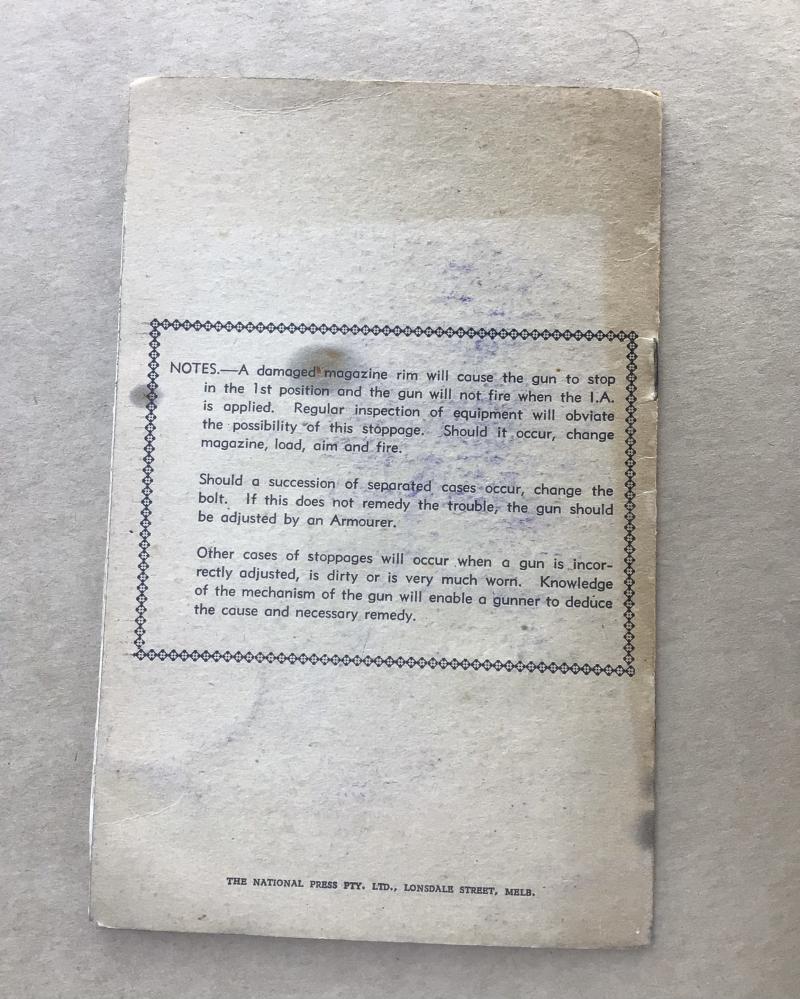 NOTES.—A damaged magazine rim will cause the gun to stop
in the 1st position and the gun will not fire when the I.A.
is applied. Regular inspection of equipment will obviate
the possibility of this stoppage. Should it occur, change
magazine, load, aim and fire.
Should a succession of separated cases occur, change the
bolt. If this does not remedy the trouble, the gun should
be adjusted by an Armourer.
Other cases of stoppages will occur when a gun is incor-
rectly adjusted, is dirty or is very much worn. Knowledge
of the mechanism of the gun will enable a gunner to deduce
the cause and necessary remedy.
THE NATIONAL PRESS PTY. LTD., LONSDALE STREET, MELB.